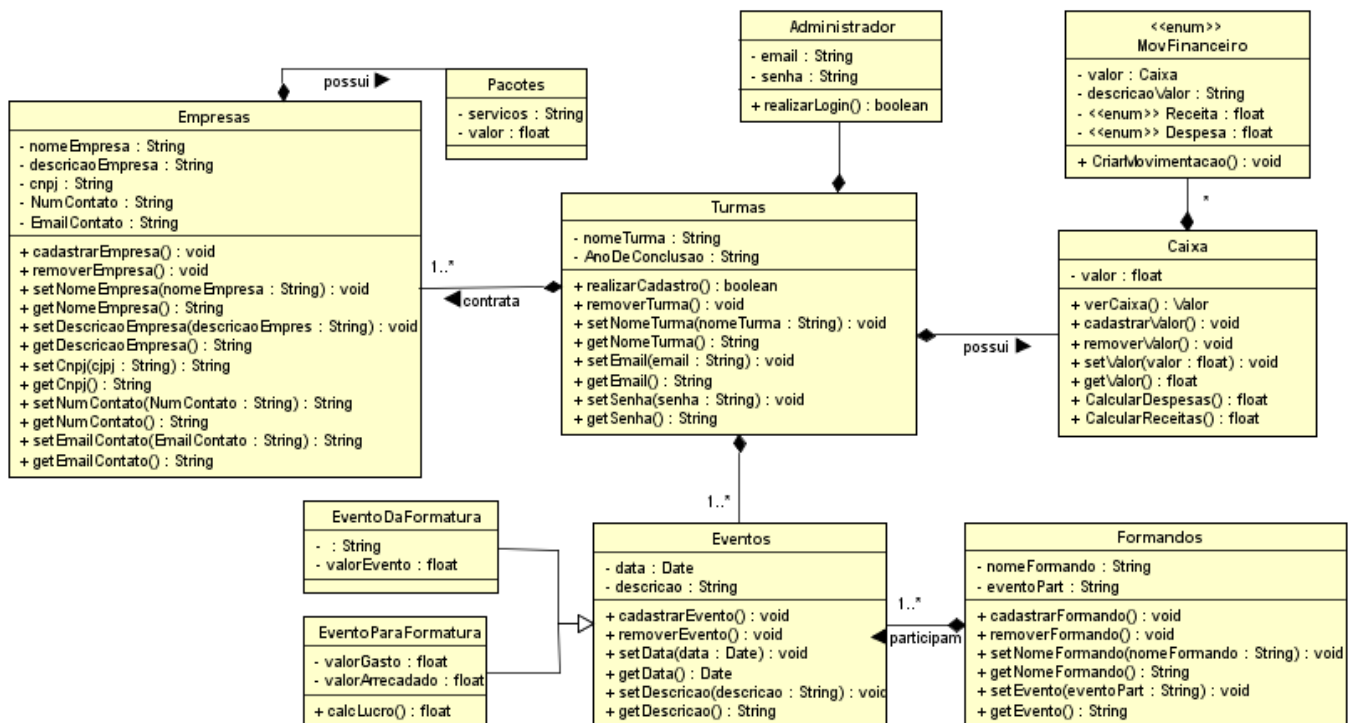 Administrador
- email : String
- senha : String
+ realizarLogin() : boolean
<<enum>>
MovFinanceiro
- valor : Caixa
- descricaoValor : String
- <<enum>> Receita : float
- <<enum>> Despesa : float
+ CriarMovimentacao() : void
possui ▶
Pacotes
- servicos : String
- valor : float
Empresas
- nomeEmpresa : String
- descricaoEmpresa : String
- cnpj : String
- NumContato : String
- EmailContato : String
+ cadastrarEmpresa() : void
+ removerEmpresa() : void
+ setNomeEmpresa(nomeEmpresa : String) : void
+ getNomeEmpresa() : String
+ setDescricaoEmpresa(descricaoEmpres : String) : void
+ getDescricaoEmpresa() : String
+ setCnpj(cjpj : String) : String
+ getCnpj() : String
+ setNumContato(NumContato : String) : String
+ getNumContato() : String
+ setEmailContato(EmailContato : String) : String
+ getEmailContato() : String
1..*
◀contrata
Turmas
- nomeTurma : String
- AnoDeConclusao : String
+ realizarCadastro() : boolean
+ removerTurma() : void
+ setNomeTurma(nomeTurma : String) : void
+ getNomeTurma() : String
+ setEmail(email : String) : void
+ getEmail() : String
+ setSenha(senha : String) : void
+ getSenha() : String
possui ▶
*
Caixa
- valor : float
+ verCaixa() : Valor
+ cadastrarValor() : void
+ removerValor() : void
+ setValor(valor : float) : void
+ getValor() : float
+ CalcularDespesas() : float
+ CalcularReceitas() : float
1..*
EventoDaFormatura
- : String
- valorEvento : float
EventoParaFormatura
- valorGasto : float
- valorArrecadado : float
+ calcLucro() : float
Eventos
- data : Date
- descricao : String
+ cadastrarEvento() : void
+ removerEvento() : void
+ setData(data : Date) : void
+ getData() : Date
+ setDescricao(descricao : String) : void
+ getDescricao() : String
1..*
◀participam
Formandos
- nomeFormando : String
- eventoPart : String
+ cadastrarFormando() : void
+ removerFormando() : void
+ setNomeFormando(nomeFormando : String) : void
+ getNomeFormando() : String
+ setEvento(eventoPart : String) : void
+ getEvento() : String